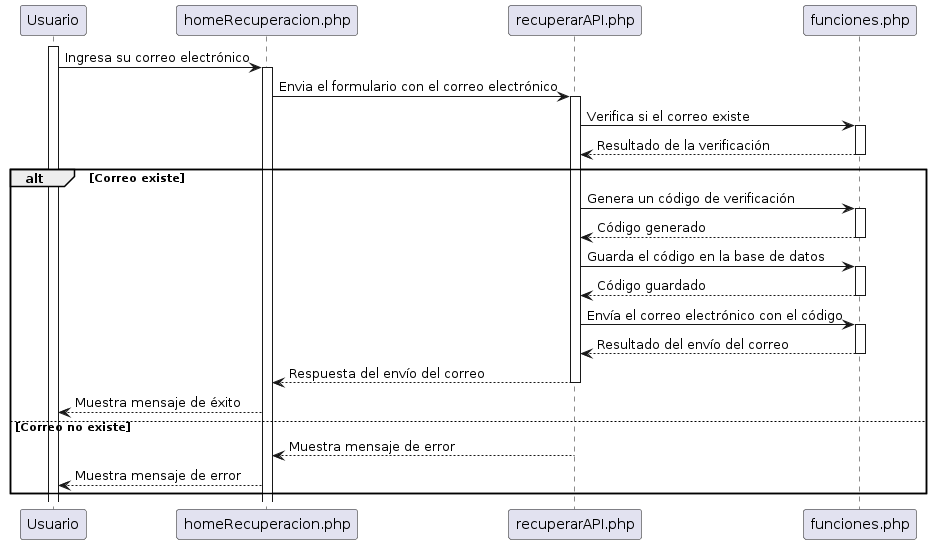 Usuario
homeRecuperacion.php
recuperarAPI.php
funciones.php
Ingresa su correo electrónico
Envia el formulario con el correo electrónico
Verifica si el correo existe
Resultado de la verificación
alt
[Correo existe]
Genera un código de verificación
Código generado
Guarda el código en la base de datos
Código guardado
Envía el correo electrónico con el código
Resultado del envío del correo
Respuesta del envío del correo
Muestra mensaje de éxito
[Correo no existe]
Muestra mensaje de error
Muestra mensaje de error
Usuario
homeRecuperacion.php
recuperarAPI.php
funciones.php